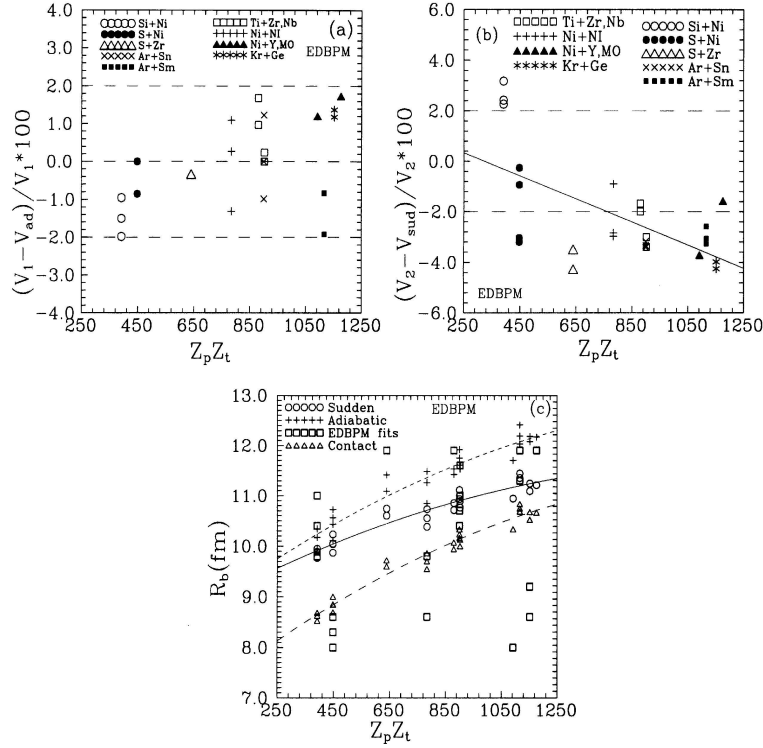 4.0
3.0
2.0
1.0
0.0
-1.0
-2.0
-3.0
-4.0
(V1−Vad)/V1*100
Si+Ni
S+Ni
S+Zr
Ar+Sn
Ar+Sm
Ti+Zr,Nb
Ni+NI
Ni+Y,MO
Kr+Ge
(a)
EDBPM
250 450 650 850 1050 1250
ZpZt
6.0
4.0
2.0
0.0
-2.0
-4.0
-6.0
(V2−Vsud)/V2*100
(b)
Ti+Zr,Nb
Ni+NI
Ni+Y,MO
Kr+Ge
Si+Ni
S+Ni
S+Zr
Ar+Sn
Ar+Sm
EDBPM
250 450 650 850 1050 1250
ZpZt
13.0
12.0
11.0
10.0
9.0
8.0
7.0
Rb(fm)
Sudden
Adiabatic
EDBPM fits
Contact
EDBPM
(c)
250 450 650 850 1050 1250
ZpZt